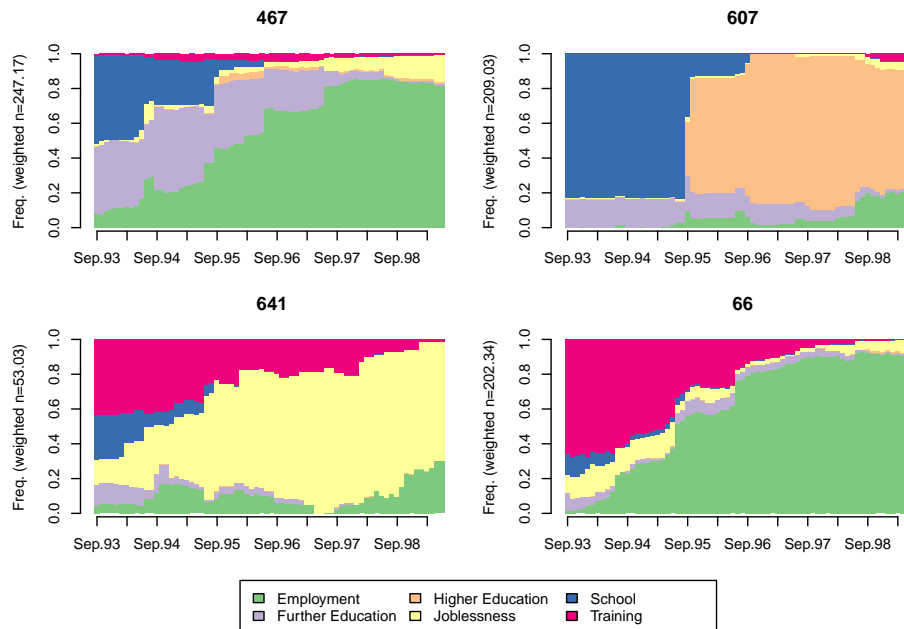 467
Freq. (weighted n=247.17)
0.0 0.2 0.4 0.6 0.8 1.0
Sep.93 Sep.94 Sep.95 Sep.96 Sep.97 Sep.98
607
Freq. (weighted n=209.03)
0.0 0.2 0.4 0.6 0.8 1.0
Sep.93 Sep.94 Sep.95 Sep.96 Sep.97 Sep.98
641
Freq. (weighted n=53.03)
0.0 0.2 0.4 0.6 0.8 1.0
Sep.93 Sep.94 Sep.95 Sep.96 Sep.97 Sep.98
66
Freq. (weighted n=202.34)
0.0 0.2 0.4 0.6 0.8 1.0
Sep.93 Sep.94 Sep.95 Sep.96 Sep.97 Sep.98
Employment Higher Education School
Further Education Joblessness Training